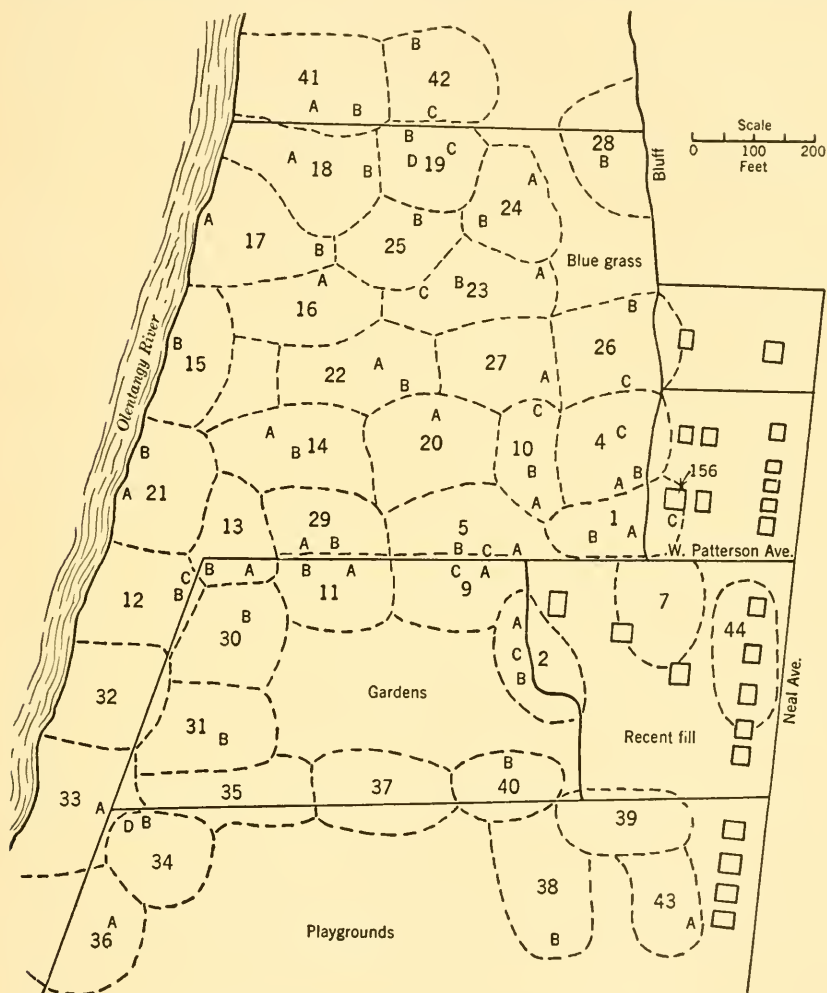 B
41
42
A
B
C
Scale
0
100
200
Feet
28
B
Bluff
A
18
B
B
D
19
C
A
24
B
A
17
B
B
25
Blue grass
A
16
C
B
23
A
B
26
C
Olentangy River
B
15
22
A
B
27
A
A
B
14
A
20
C
10
B
A
C
4
A
B
156
B
21
A
13
29
A
B
5
B
C
A
1
B
A
C
W. Patterson Ave.
C
B
12
B
A
B
A
11
C
A
9
B
30
A
C
2
B
7
44
32
Gardens
31
B
Recent fill
Neal Ave.
33
A
35
37
B
40
39
D
B
34
38
B
43
A
A
36
Playgrounds